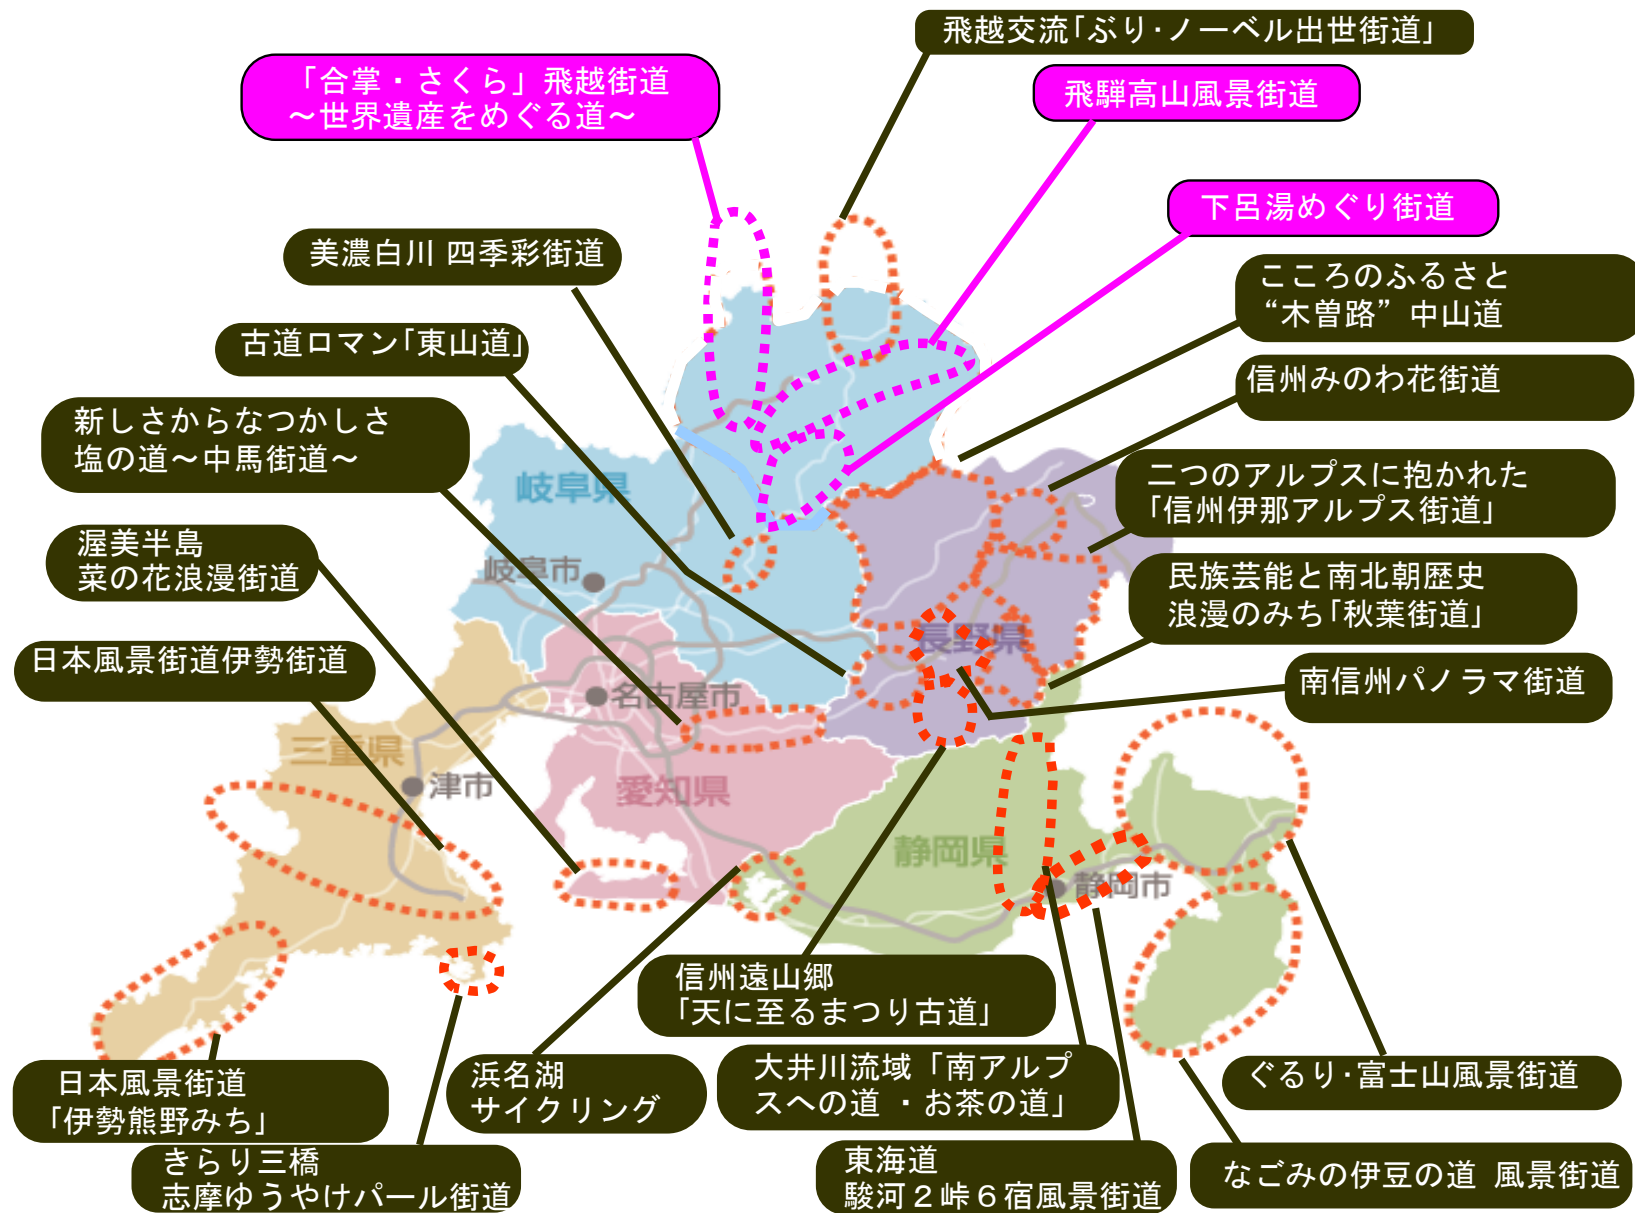 飛越交流｢ぶり･ノーベル出世街道｣
「合掌・さくら」飛越街道
～世界遺産をめぐる道～
飛騨高山風景街道
下呂湯めぐり街道
美濃白川 四季彩街道
こころのふるさと
“木曽路”中山道
古道ロマン｢東山道｣
信州みのわ花街道
新しさからなつかしさ
塩の道～中馬街道～
二つのアルプスに抱かれた
｢信州伊那アルプス街道｣
渥美半島
菜の花浪漫街道
民族芸能と南北朝歴史
浪漫のみち｢秋葉街道｣
日本風景街道伊勢街道
南信州パノラマ街道
岐阜県
岐阜市
長野県
名古屋市
三重県
津市
愛知県
静岡県
静岡市
信州遠山郷
｢天に至るまつり古道｣
日本風景街道
｢伊勢熊野みち｣
浜名湖
サイクリング
大井川流域「南アルプ
スへの道 ・お茶の道｣
ぐるり･富士山風景街道
きらり三橋
志摩ゆうやけパール街道
東海道
駿河２峠６宿風景街道
なごみの伊豆の道 風景街道